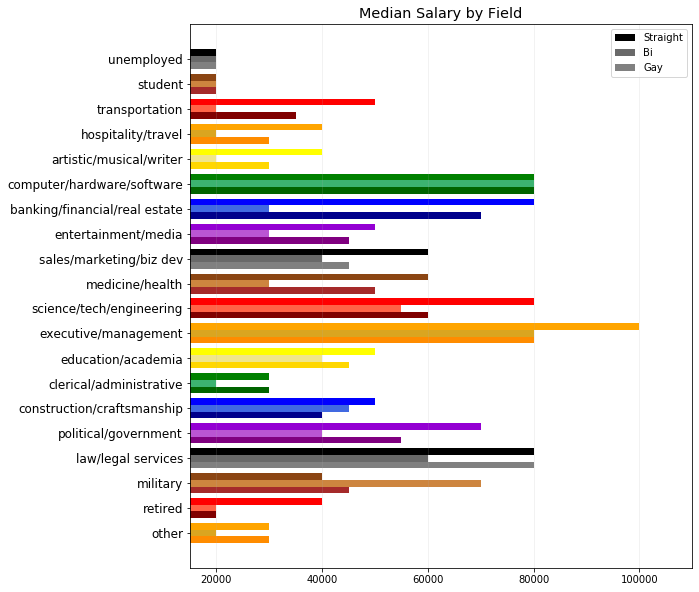 Median Salary by Field
Straight
Bi
Gay
unemployed
student
transportation
hospitality/travel
artistic/musical/writer
computer/hardware/software
banking/financial/real estate
entertainment/media
sales/marketing/biz dev
medicine/health
science/tech/engineering
executive/management
education/academia
clerical/administrative
construction/craftsmanship
political/government
law/legal services
military
retired
other
20000 40000 60000 80000 100000